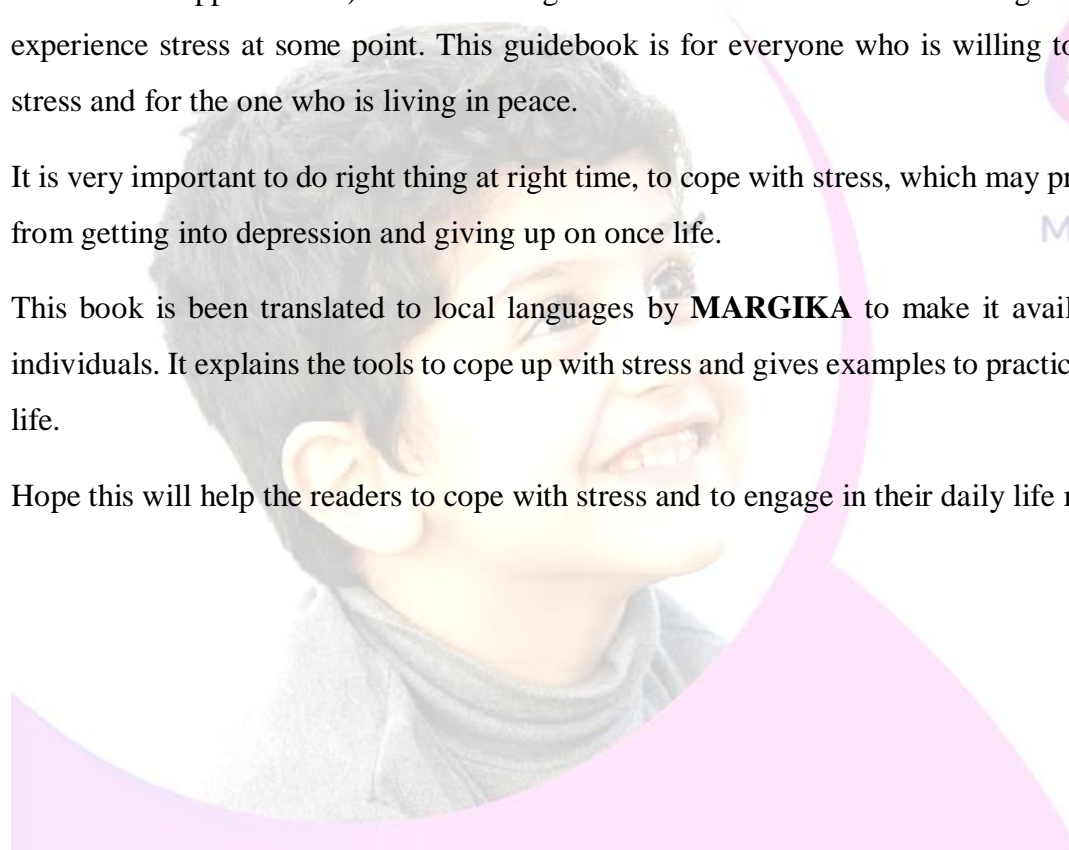 experience stress at some point. This guidebook is for everyone who is willing to
stress and for the one who is living in peace.
It is very important to do right thing at right time, to cope with stress, which may
from getting into depression and giving up on once life.
This book is been translated to local languages by MARGIKA to make it
individuals. It explains the tools to cope up with stress and gives examples to
life.
Hope this will help the readers to cope with stress and to engage in their daily life